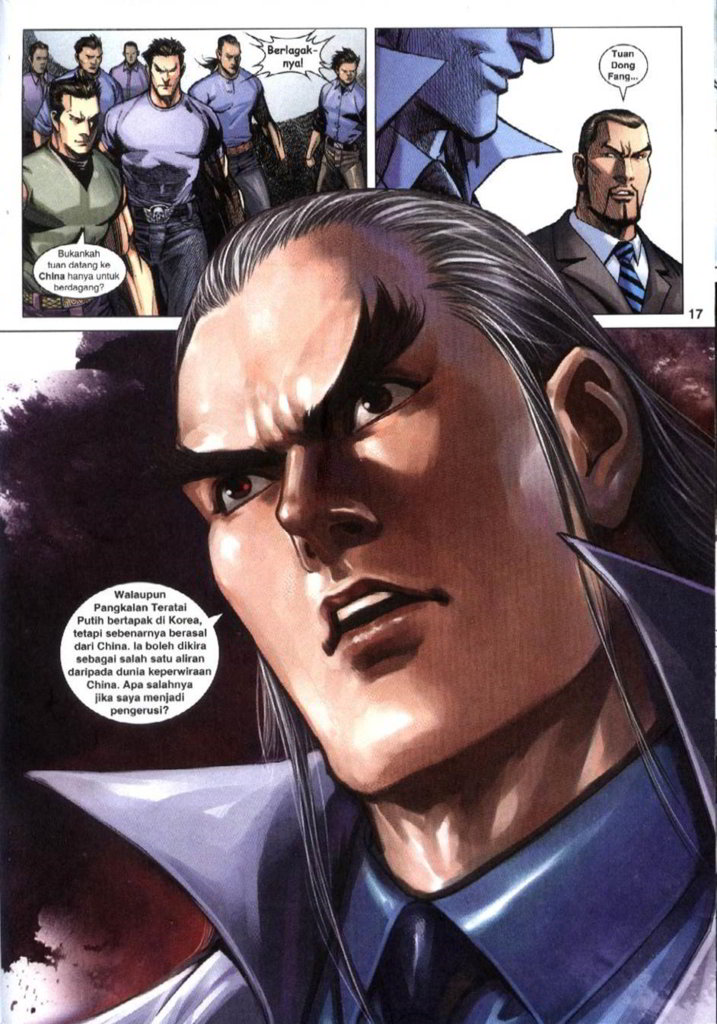 Berlagak-
nya!
Bukankah
tuan datang ke
China hanya untuk
berdagang?
Tuan
Dong
Fang...
17
Walaupun
Pangkalan Teratai
Putih bertapak di Korea,
tetapi sebenarnya berasal
dari China. Ia boleh dikira
sebagai salah satu aliran
daripada dunia keperwiraan
China. Apa salahnya
jika saya menjadi
pengerusi?